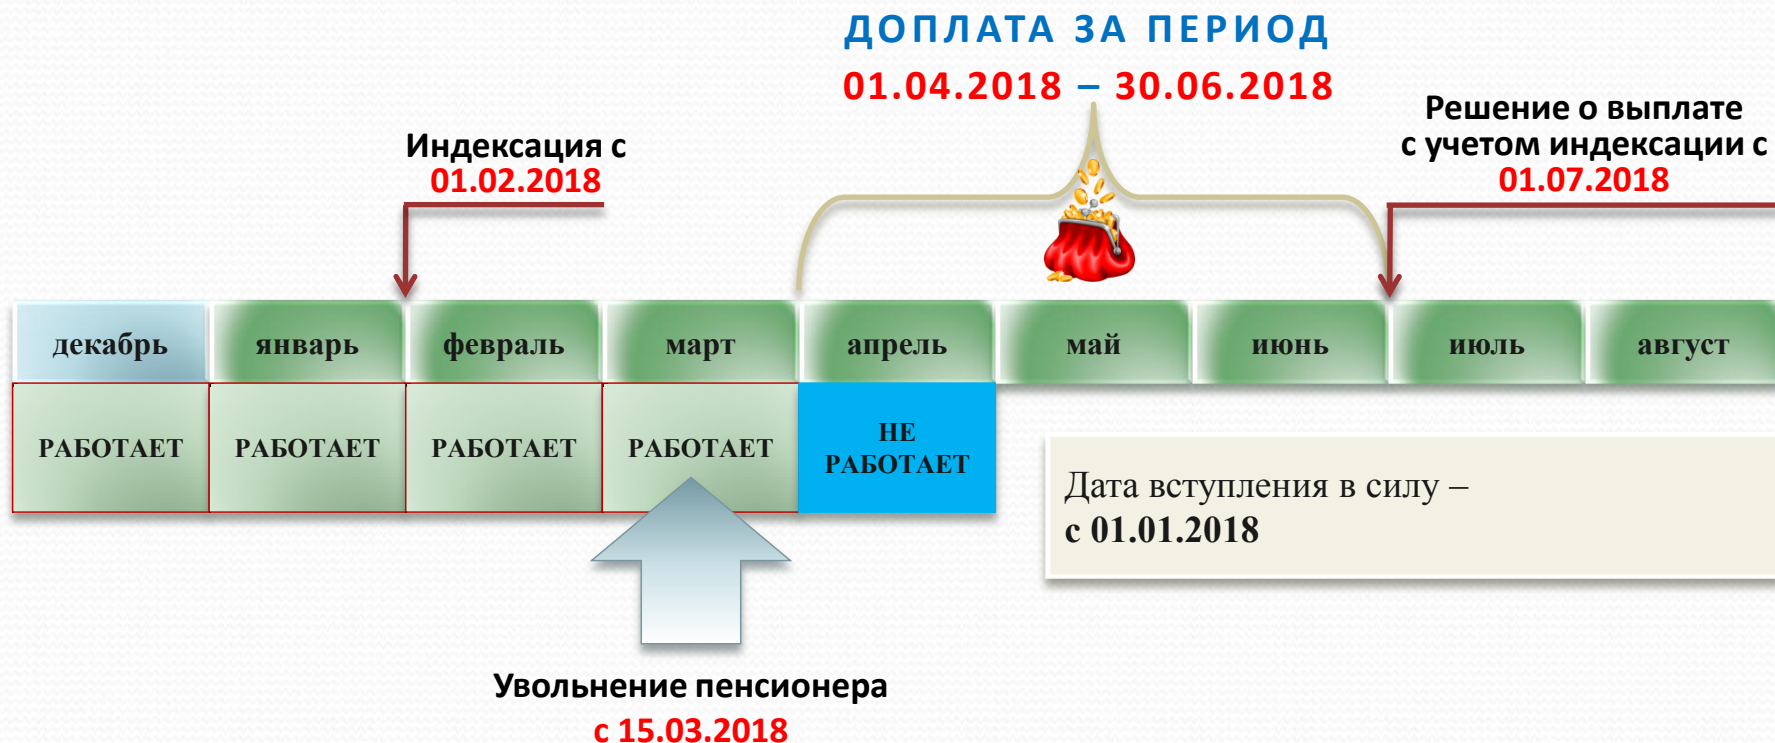 ДОПЛАТА ЗА ПЕРИОД
01.04.2018 – 30.06.2018
Индексация с
01.02.2018
Решение о выплате
с учетом индексации с
01.07.2018
декабрь
январь
февраль
март
апрель
май
июнь
июль
август
РАБОТАЕТ
РАБОТАЕТ
РАБОТАЕТ
РАБОТАЕТ
НЕ
РАБОТАЕТ
Дата вступления в силу –
с 01.01.2018
Увольнение пенсионера
с 15.03.2018